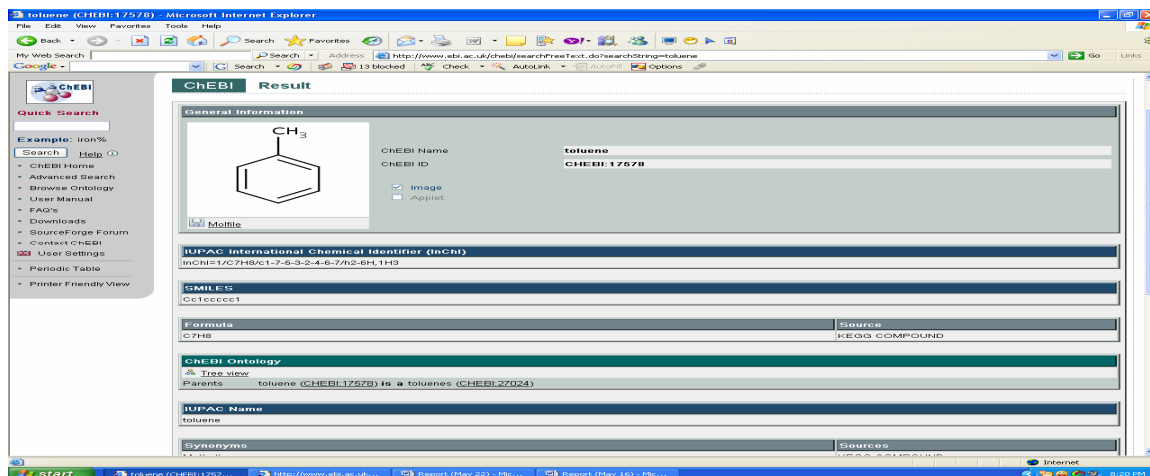 toluene (CHEBI:17578) - Microsoft Internet Explorer
File Edit View Favorites Tools Help
Back Search Favorites
My Web Search Search Address http://www.ebi.ac.uk/chebi/searchFreeText.do?searchString=toluene Go Links
Google Search 13 blocked Check AutoLink AutoFill Options
ChEBI
ChEBI Result
Quick Search
Example: iron%
Search Help
ChEBI Home
Advanced Search
Browse Ontology
User Manual
FAQ's
Downloads
SourceForge Forum
Contact ChEBI
User Settings
Periodic Table
Printer Friendly View
General Information
CH3
ChEBI Name toluene
ChEBI ID CHEBI:17578
Image
Applet
Molfile
IUPAC International Chemical Identifier (InChI)
InChI=1/C7H8/c1-7-5-3-2-4-6-7/h2-6H,1H3
SMILES
Cc1ccccc1
Formula Source
C7H8 KEGG COMPOUND
ChEBI Ontology
Tree view
Parents toluene (CHEBI:17578) is a toluenes (CHEBI:27024)
IUPAC Name
toluene
Synonyms Sources
KEGG COMPOUND
Internet
start toluene (CHEBI:1757... http://www.ebi.ac.uk... Report (May 22) - Mic... Report (May 16) - Mic... 8:20 PM